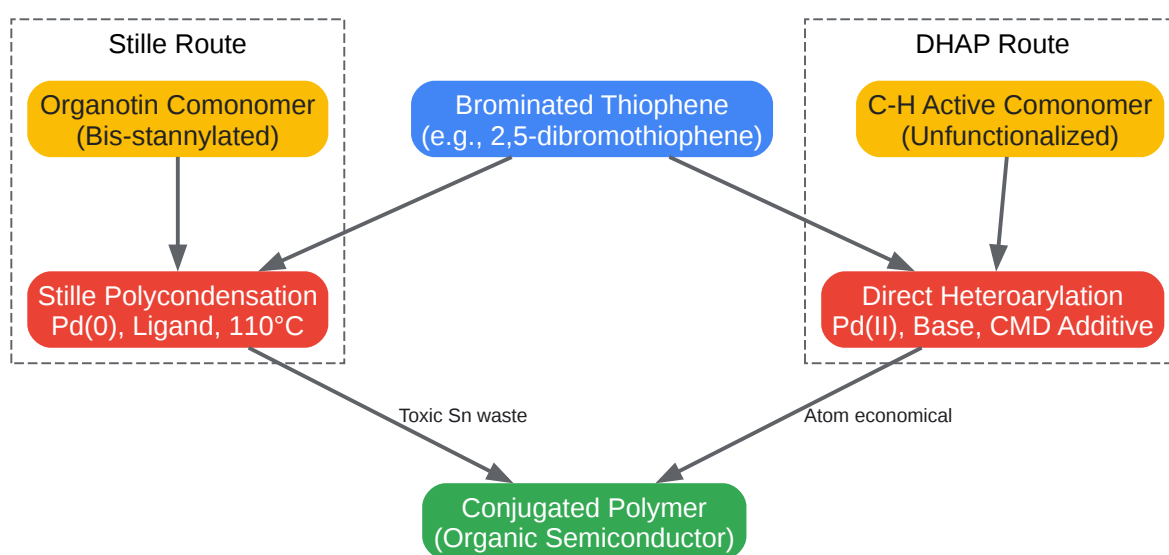 Stille Route
DHAP Route
Organotin Comonomer
(Bis-stannylated)
Brominated Thiophene
(e.g., 2,5-dibromothiophene)
C-H Active Comonomer
(Unfunctionalized)
Stille Polycondensation
Pd(0), Ligand, 110°C
Direct Heteroarylation
Pd(II), Base, CMD Additive
Toxic Sn waste
Atom economical
Conjugated Polymer
(Organic Semiconductor)